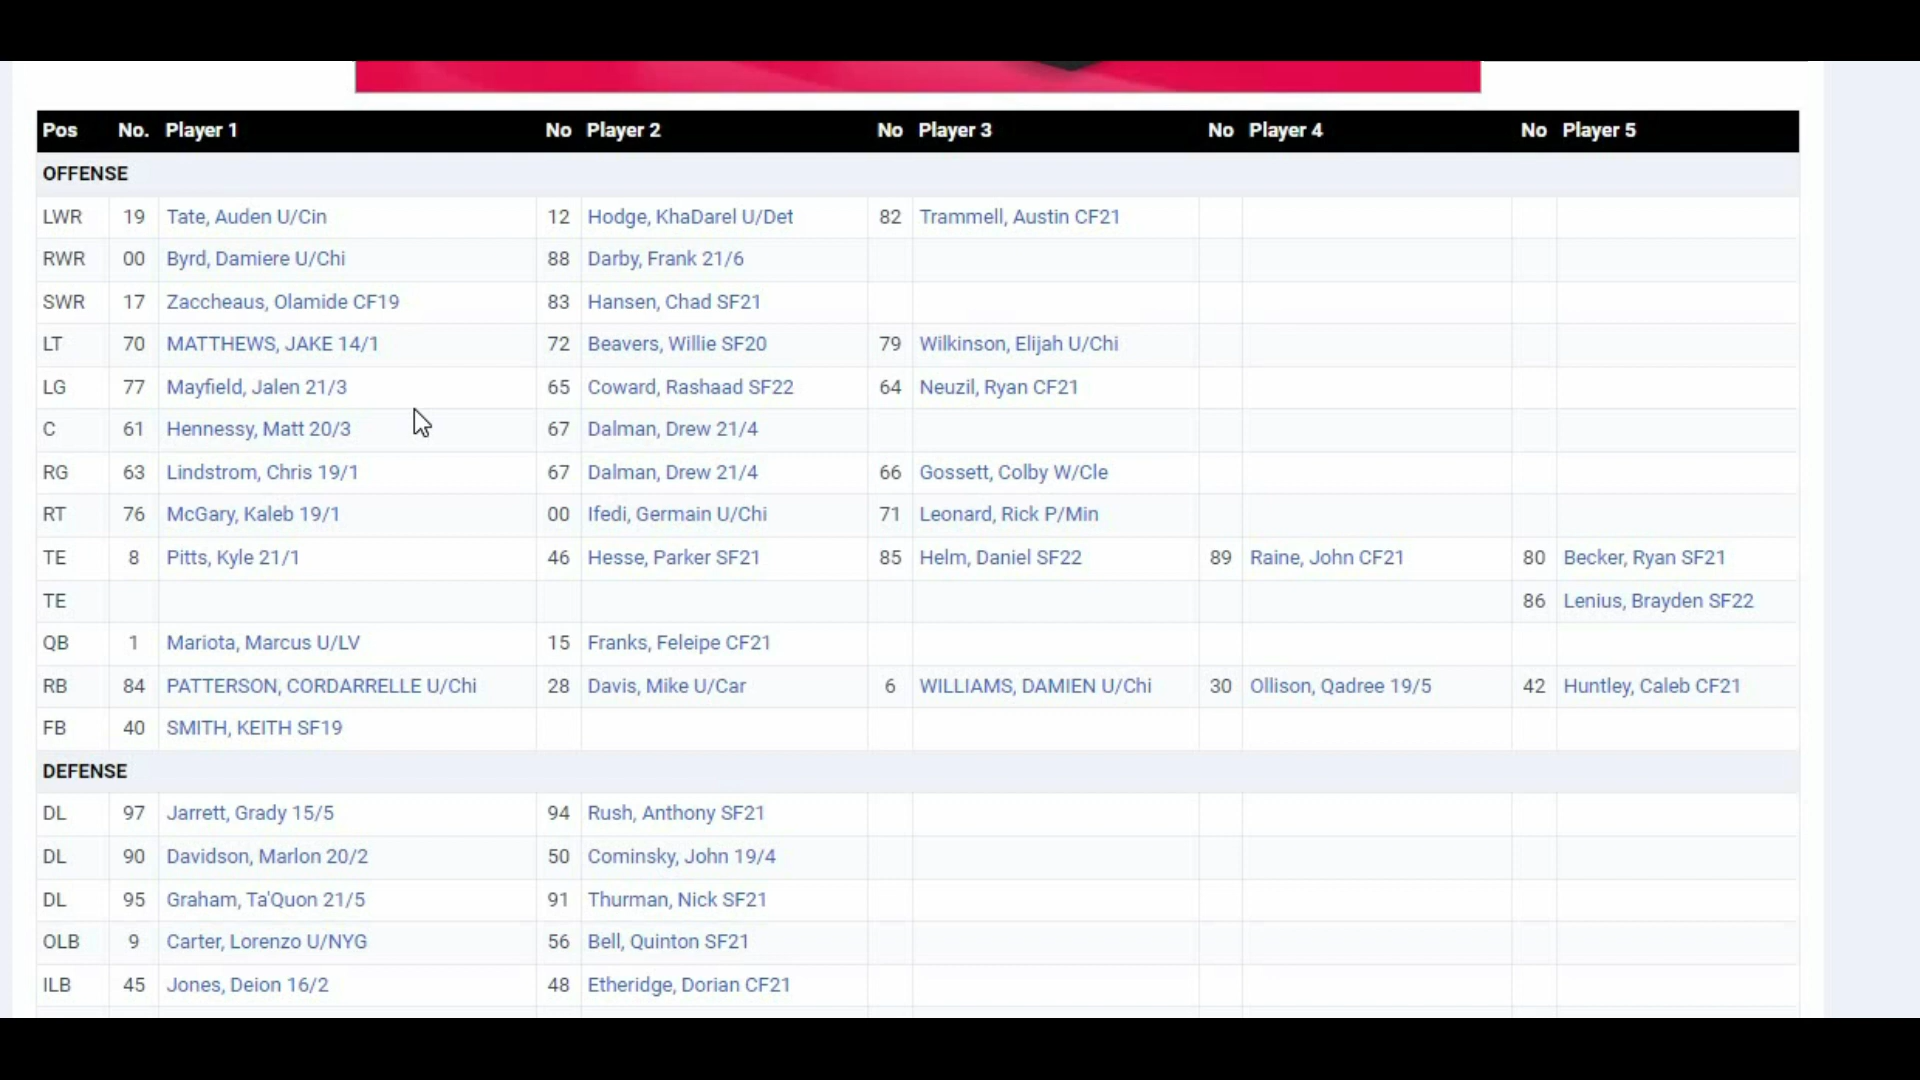 Pos No. Player 1 No Player 2 No Player 3 No Player 4 No Player 5
OFFENSE
LWR 19 Tate, Auden U/Cin 12 Hodge, KhaDarel U/Det 82 Trammell, Austin CF21
RWR 00 Byrd, Damiere U/Chi 88 Darby, Frank 21/6
SWR 17 Zaccheaus, Olamide CF19 83 Hansen, Chad SF21
LT 70 MATTHEWS, JAKE 14/1 72 Beavers, Willie SF20 79 Wilkinson, Elijah U/Chi
LG 77 Mayfield, Jalen 21/3 65 Coward, Rashaad SF22 64 Neuzil, Ryan CF21
C 61 Hennessy, Matt 20/3 67 Dalman, Drew 21/4
RG 63 Lindstrom, Chris 19/1 67 Dalman, Drew 21/4 66 Gossett, Colby W/Cle
RT 76 McGary, Kaleb 19/1 00 Ifedi, Germain U/Chi 71 Leonard, Rick P/Min
TE 8 Pitts, Kyle 21/1 46 Hesse, Parker SF21 85 Helm, Daniel SF22 89 Raine, John CF21 80 Becker, Ryan SF21
TE 86 Lenius, Brayden SF22
QB 1 Mariota, Marcus U/LV 15 Franks, Feleipe CF21
RB 84 PATTERSON, CORDARRELLE U/Chi 28 Davis, Mike U/Car 6 WILLIAMS, DAMIEN U/Chi 30 Ollison, Qadree 19/5 42 Huntley, Caleb CF21
FB 40 SMITH, KEITH SF19
DEFENSE
DL 97 Jarrett, Grady 15/5 94 Rush, Anthony SF21
DL 90 Davidson, Marlon 20/2 50 Cominsky, John 19/4
DL 95 Graham, Ta'Quon 21/5 91 Thurman, Nick SF21
OLB 9 Carter, Lorenzo U/NYG 56 Bell, Quinton SF21
ILB 45 Jones, Deion 16/2 48 Etheridge, Dorian CF21